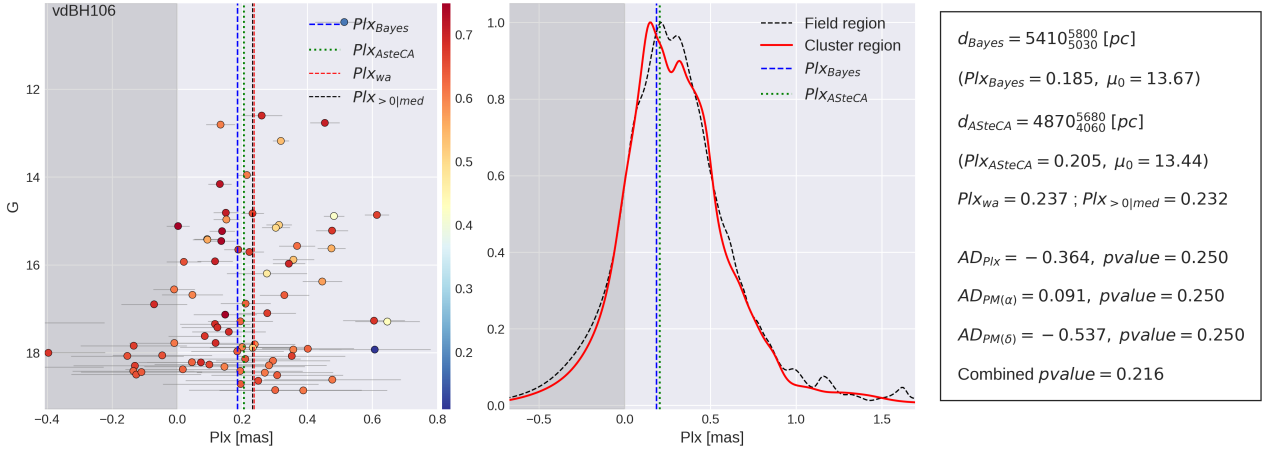 vdBH106
Plx_Bayes
Plx_AsteCA
Plx_wa
Plx_>0|med
12
14
16
18
G
−0.4
−0.2
0.0
0.2
0.4
0.6
0.8
Plx [mas]
0.7
0.6
0.5
0.4
0.3
0.2
Field region
Cluster region
Plx_Bayes
Plx_ASteCA
1.0
0.8
0.6
0.4
0.2
0.0
−0.5
0.0
0.5
1.0
1.5
Plx [mas]
d_Bayes = 5410^5800_5030 [pc]
(Plx_Bayes = 0.185, μ_0 = 13.67)
d_ASteCA = 4870^5680_4060 [pc]
(Plx_ASteCA = 0.205, μ_0 = 13.44)
Plx_wa = 0.237 ; Plx_>0|med = 0.232
AD_Plx = − 0.364, pvalue = 0.250
AD_PM(α) = 0.091, pvalue = 0.250
AD_PM(δ) = − 0.537, pvalue = 0.250
Combined pvalue = 0.216